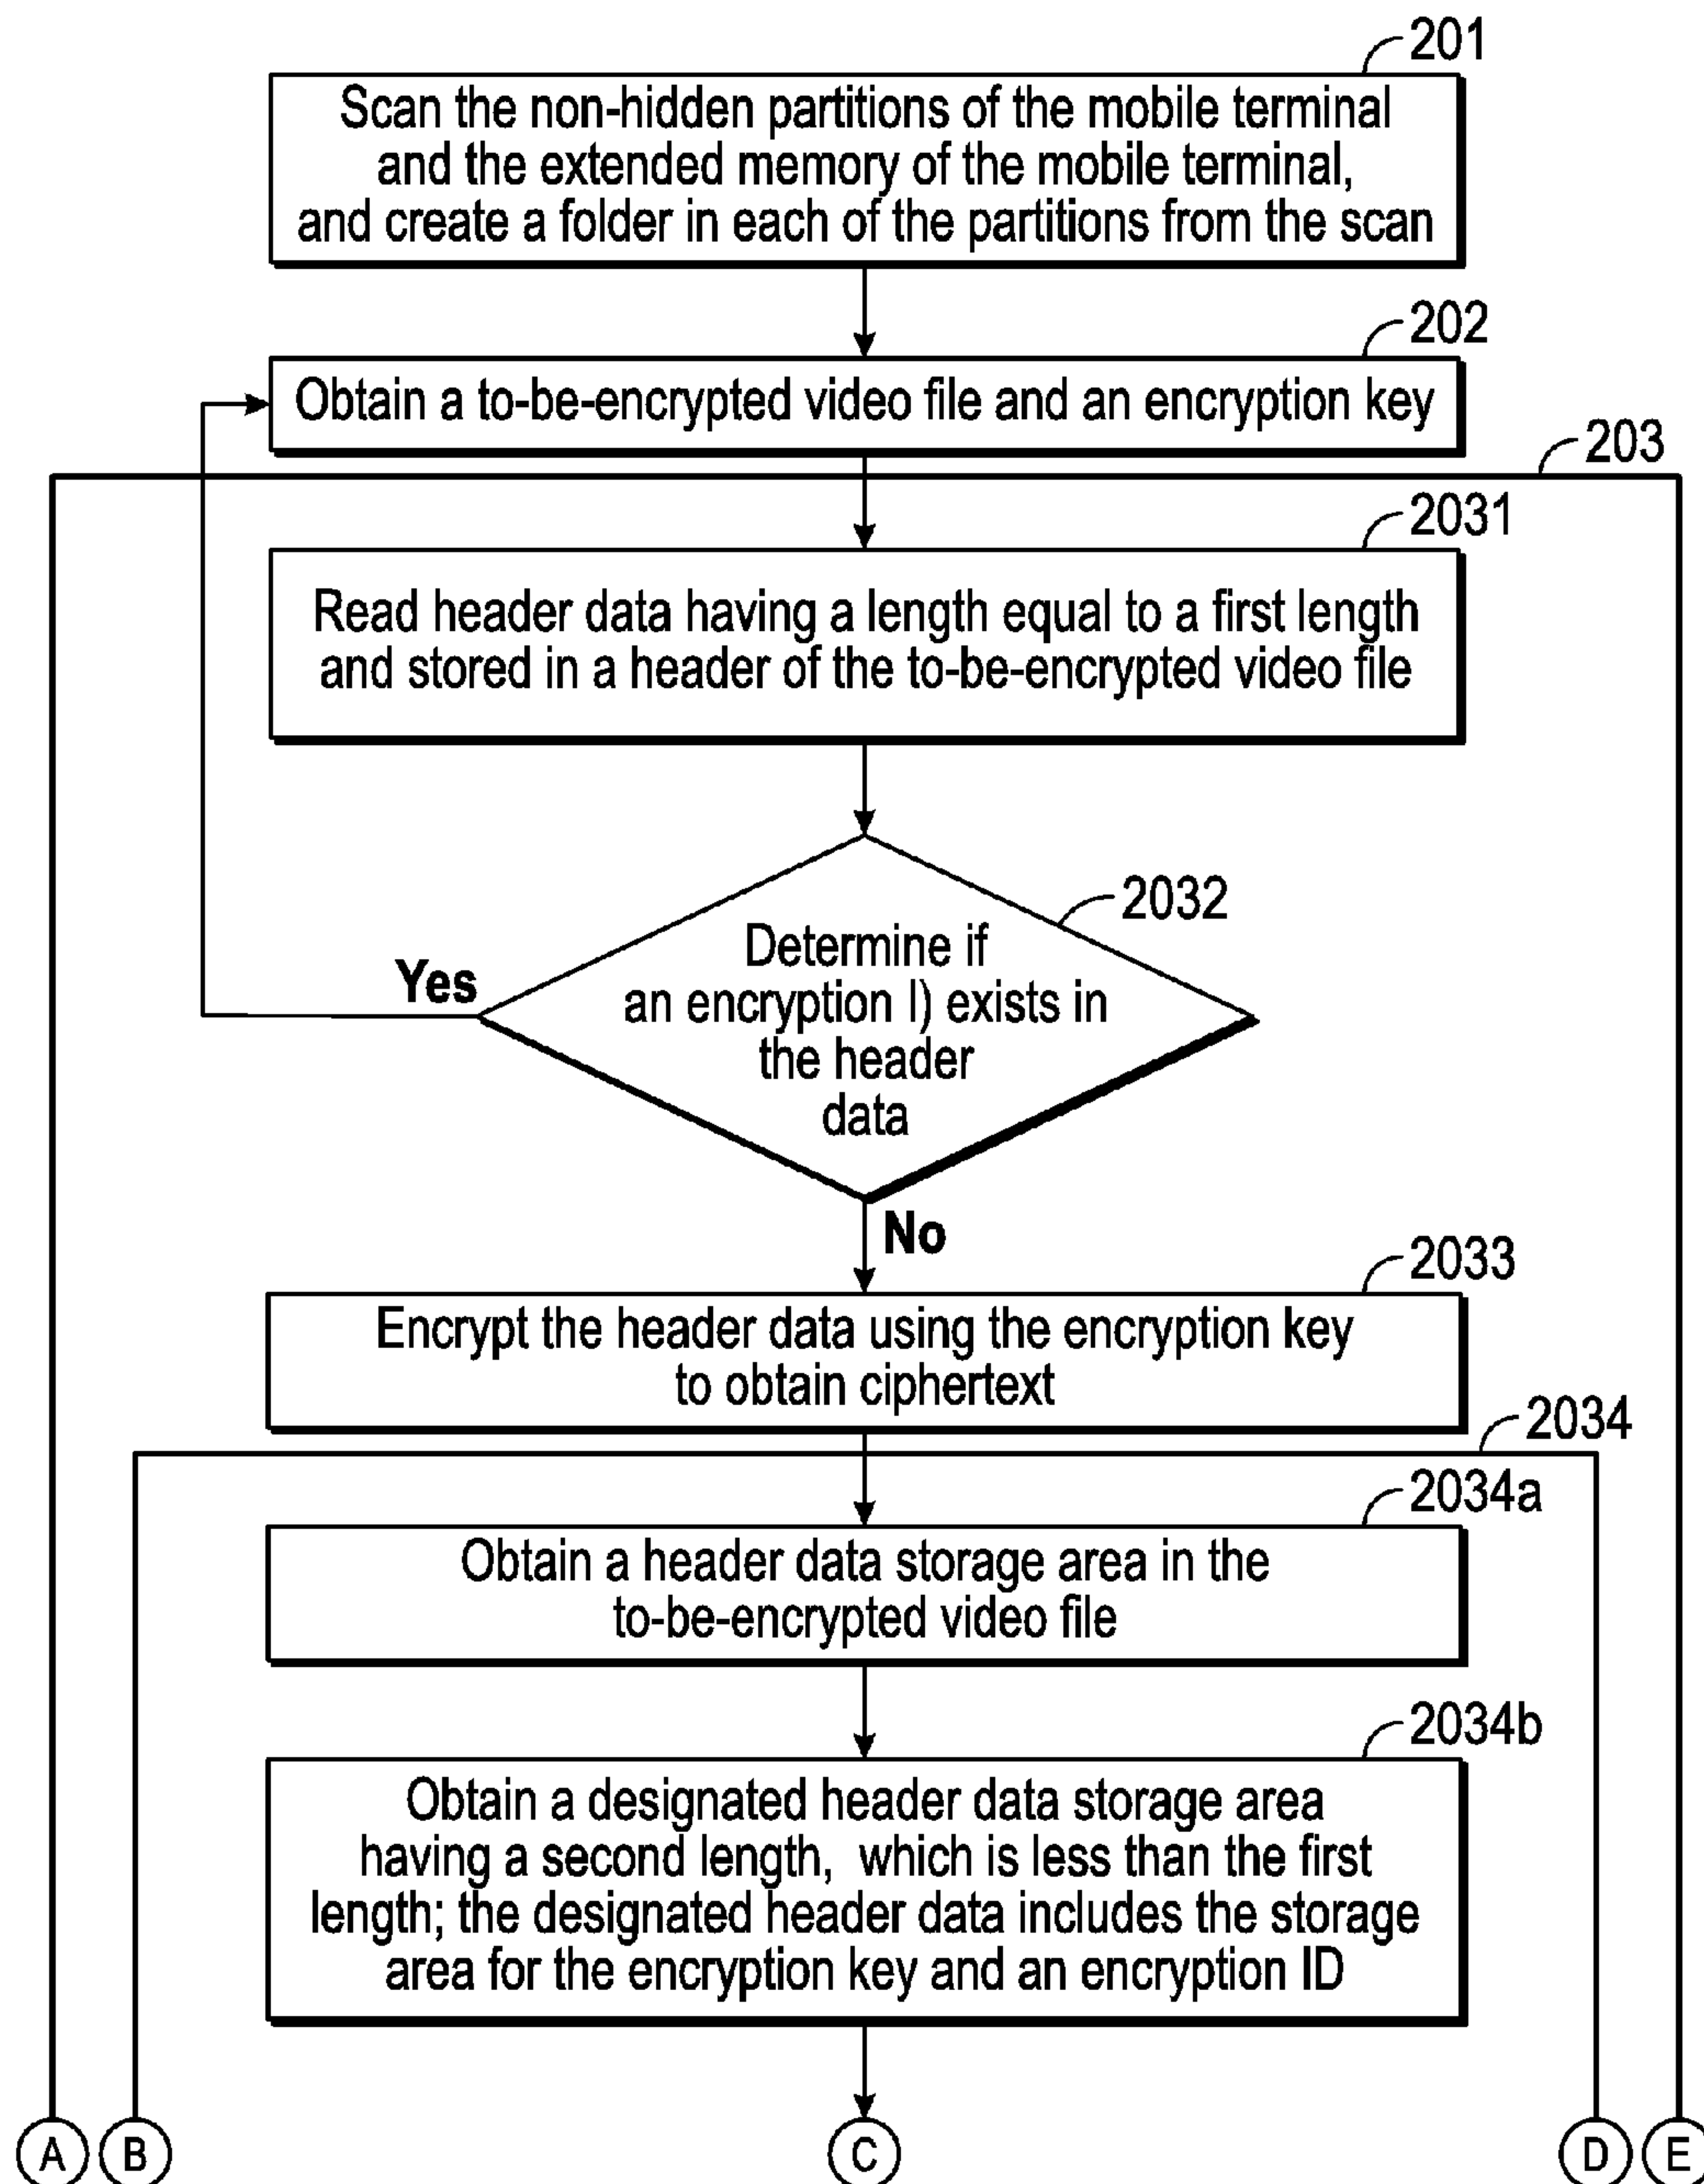 201
Scan the non-hidden partitions of the mobile terminal
and the extended memory of the mobile terminal,
and create a folder in each of the partitions from the scan
202
Obtain a to-be-encrypted video file and an encryption key
203
2031
Read header data having a length equal to a first length
and stored in a header of the to-be-encrypted video file
2032
Determine if
an encryption I) exists in
the header
data
Yes
No
2033
Encrypt the header data using the encryption key
to obtain ciphertext
2034
2034a
Obtain a header data storage area in the
to-be-encrypted video file
2034b
Obtain a designated header data storage area
having a second length, which is less than the first
length; the designated header data includes the storage
area for the encryption key and an encryption ID
A B C D E